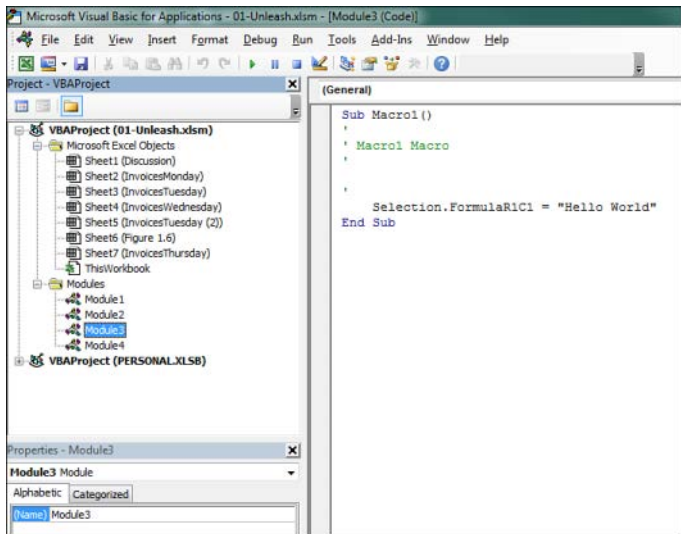 Microsoft Visual Basic for Applications - 01-Unleash.xlsm - [Module3 (Code)]
File Edit View Insert Format Debug Run Tools Add-Ins Window Help
Project - VBAProject
VBAProject (01-Unleash.xlsm)
Microsoft Excel Objects
Sheet1 (Discussion)
Sheet2 (InvoicesMonday)
Sheet3 (InvoicesTuesday)
Sheet4 (InvoicesWednesday)
Sheet5 (InvoicesTuesday (2))
Sheet6 (Figure 1.6)
Sheet7 (InvoicesThursday)
ThisWorkbook
Modules
Module1
Module2
Module3
Module4
VBAProject (PERSONAL.XLSB)
Properties - Module3
Module3 Module
Alphabetic Categorized
(Name) Module3
(General)
Sub Macro1()
'
' Macro1 Macro
'
'
Selection.FormulaR1C1 = "Hello World"
End Sub